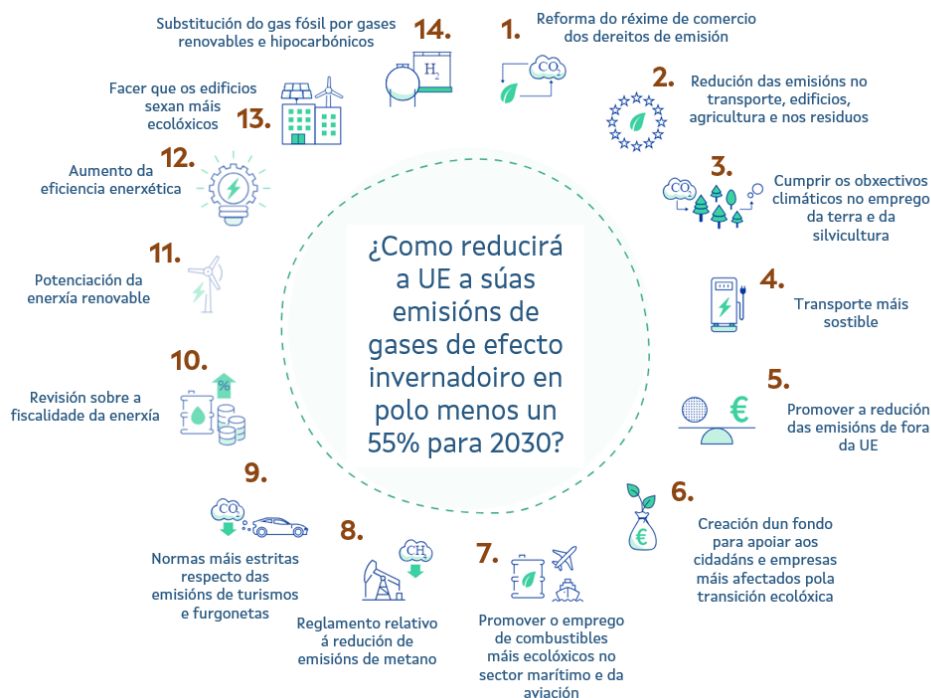 ¿Como reducirá
a UE a súas
emisións de
gases de efecto
invernadoiro en
polo menos un
55% para 2030?
1.
Reforma do réxime de comercio
dos dereitos de emisión
CO₂
2.
Redución das emisións no
transporte, edificios,
agricultura e nos residuos
3.
CO₂
Cumprir os obxectivos
climáticos no emprego
da terra e da
silvicultura
4.
Transporte máis
sostible
5.
€
Promover a redución
das emisións de fora
da UE
6.
€
Creación dun fondo
para apoiar aos
cidadáns e empresas
máis afectados pola
transición ecolóxica
7.
Promover o emprego
de combustibles
máis ecolóxicos no
sector marítimo e da
aviación
8.
CH₄
Reglamento relativo
á redución de
emisións de metano
9.
CO₂
Normas máis estritas
respecto das
emisións de turismos
e furgonetas
10.
%
Revisión sobre a
fiscalidade da enerxía
11.
Potenciación da
enerxía renovable
12.
Aumento da
eficiencia enerxética
13.
Facer que os edificios
sexan máis
ecolóxicos
14.
H₂
Substitución do gas fósil por gases
renovables e hipocarbónicos